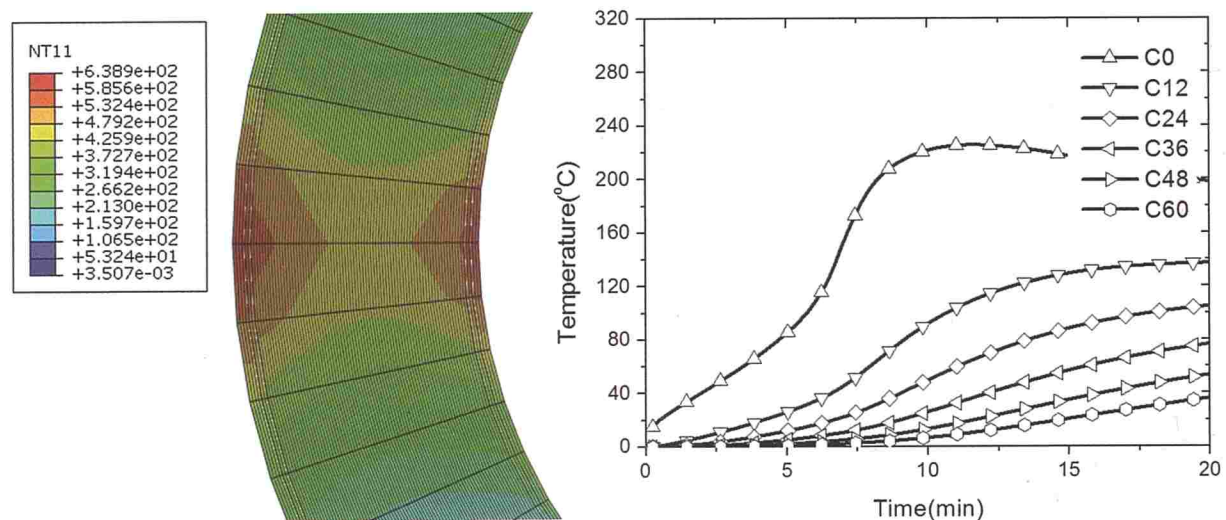 NT11
+6.389e+02
+5.856e+02
+5.324e+02
+4.792e+02
+4.259e+02
+3.727e+02
+3.194e+02
+2.662e+02
+2.130e+02
+1.597e+02
+1.065e+02
+5.324e+01
+3.507e-03
320
280
240
200
160
120
80
40
0
Temperature(°C)
C0
C12
C24
C36
C48
C60
0 5 10 15 20
Time(min)